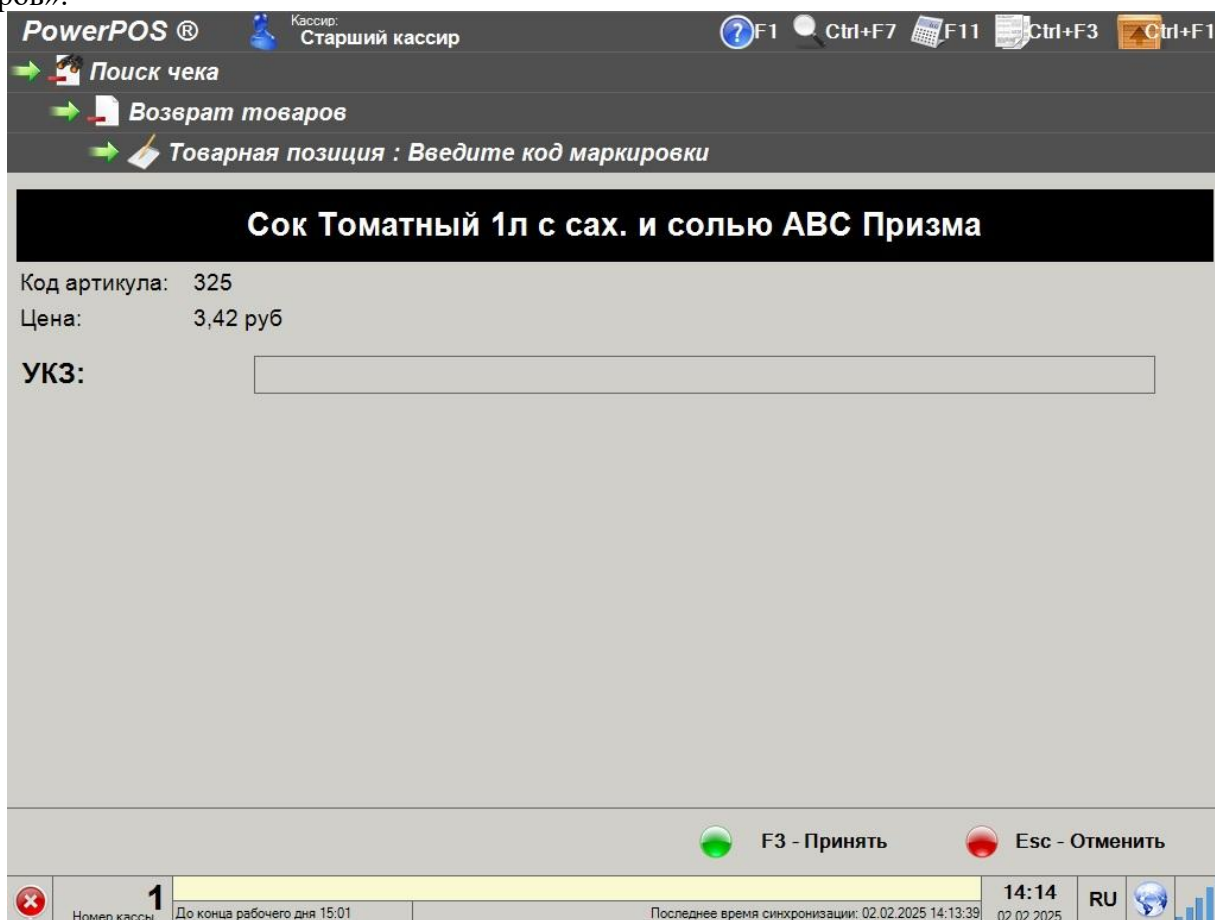 ров».
PowerPOS ® Кассир: Старший кассир F1 Ctrl+F7 F11 Ctrl+F3 Ctrl+F1
Поиск чека
Возврат товаров
Товарная позиция : Введите код маркировки
Сок Томатный 1л с сах. и солью АВС Призма
Код артикула: 325
Цена: 3,42 руб
УКЗ:
F3 - Принять Esc - Отменить
1 14:14 RU
Номер кассы До конца рабочего дня 15:01 Последнее время синхронизации: 02.02.2025 14:13:39 02.02.2025